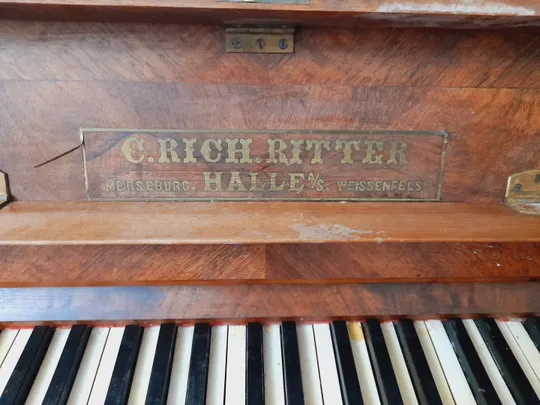 C. RICH. RITTER
MERSEBURG. HALLE A/S. WEISSENFELS